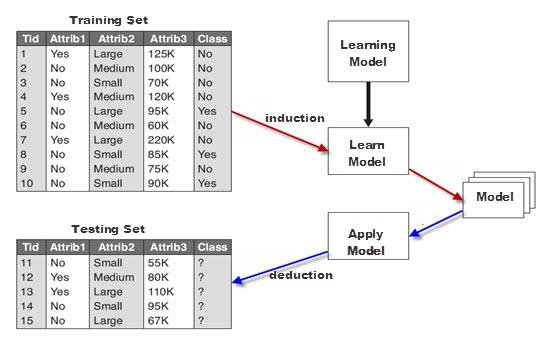 Training Set
Tid Attrib1 Attrib2 Attrib3 Class
1 Yes Large 125K No
2 No Medium 100K No
3 No Small 70K No
4 Yes Medium 120K No
5 No Large 95K Yes
6 No Medium 60K No
7 Yes Large 220K No
8 No Small 85K Yes
9 No Medium 75K No
10 No Small 90K Yes
Learning
Model
induction
Learn
Model
Model
Apply
Model
deduction
Testing Set
Tid Attrib1 Attrib2 Attrib3 Class
11 No Small 55K ?
12 Yes Medium 80K ?
13 Yes Large 110K ?
14 No Small 95K ?
15 No Large 67K ?